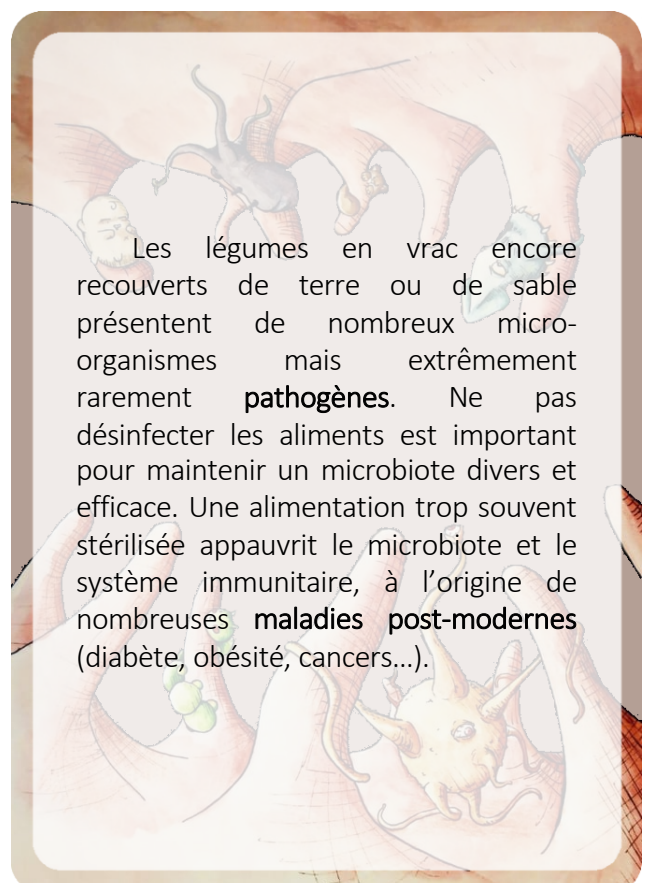 Les légumes en vrac encore
recouverts de terre ou de sable
présentent de nombreux micro-
organismes mais extrêmement
rarement pathogènes. Ne pas
désinfecter les aliments est important
pour maintenir un microbiote divers et
efficace. Une alimentation trop souvent
stérilisée appauvrit le microbiote et le
système immunitaire, à l’origine de
nombreuses maladies post-modernes
(diabète, obésité, cancers…).